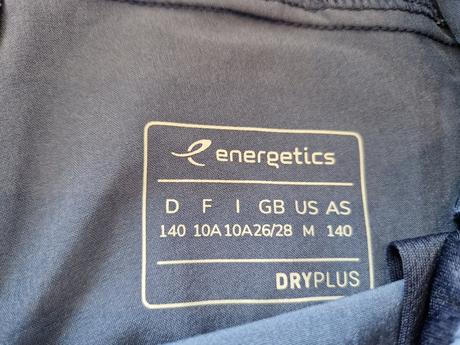 energetics
D F I GB US AS
140 10A 10A 26/28 M 140
DRYPLUS